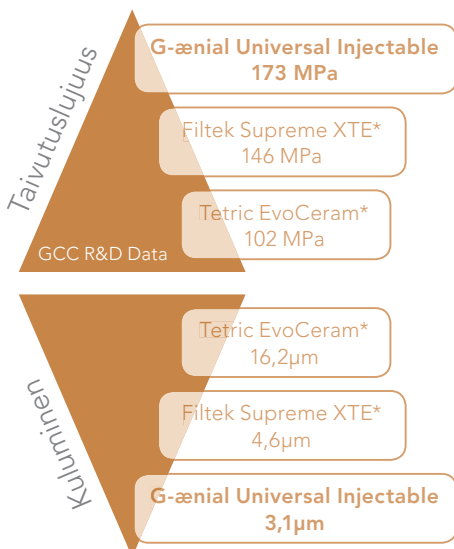 Taivutuslujuus
G-ænial Universal Injectable
173 MPa
Filtek Supreme XTE*
146 MPa
Tetric EvoCeram*
102 MPa
GCC R&D Data
Kuluminen
Tetric EvoCeram*
16,2µm
Filtek Supreme XTE*
4,6µm
G-ænial Universal Injectable
3,1µm